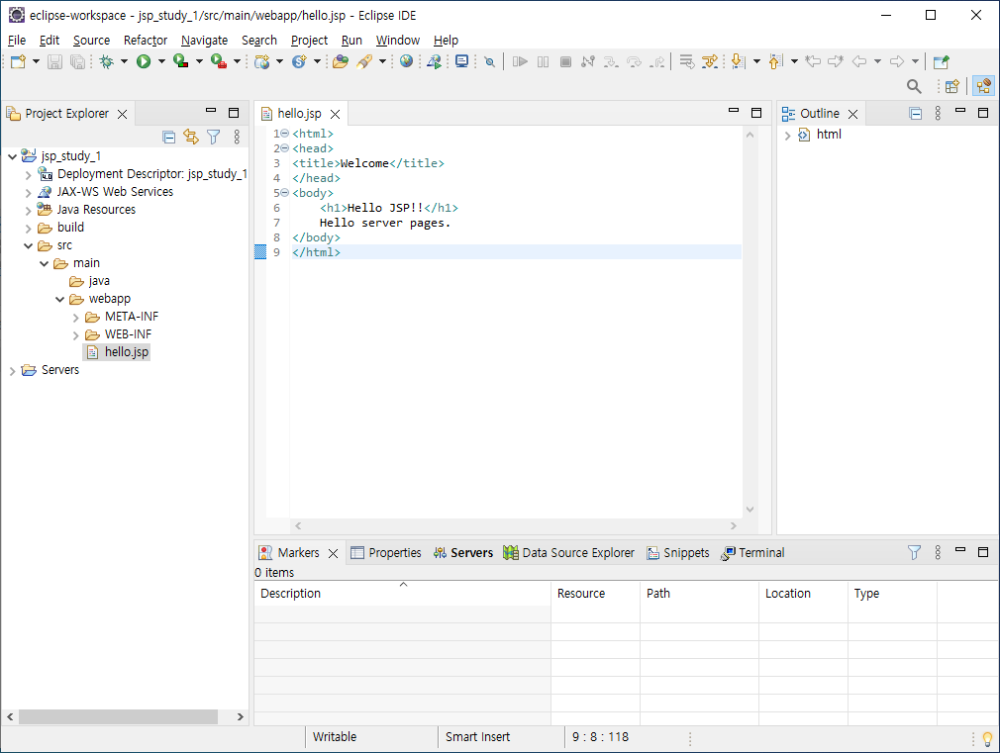 eclipse-workspace - jsp_study_1/src/main/webapp/hello.jsp - Eclipse IDE
File Edit Source Refactor Navigate Search Project Run Window Help
Project Explorer
jsp_study_1
Deployment Descriptor: jsp_study_1
JAX-WS Web Services
Java Resources
build
src
main
java
webapp
META-INF
WEB-INF
hello.jsp
Servers
hello.jsp
1 <html>
2 <head>
3 <title>Welcome</title>
4 </head>
5 <body>
6 <h1>Hello JSP!!</h1>
7 Hello server pages.
8 </body>
9 </html>
Outline
html
Markers Properties Servers Data Source Explorer Snippets Terminal
0 items
Description Resource Path Location Type
Writable Smart Insert 9 : 8 : 118